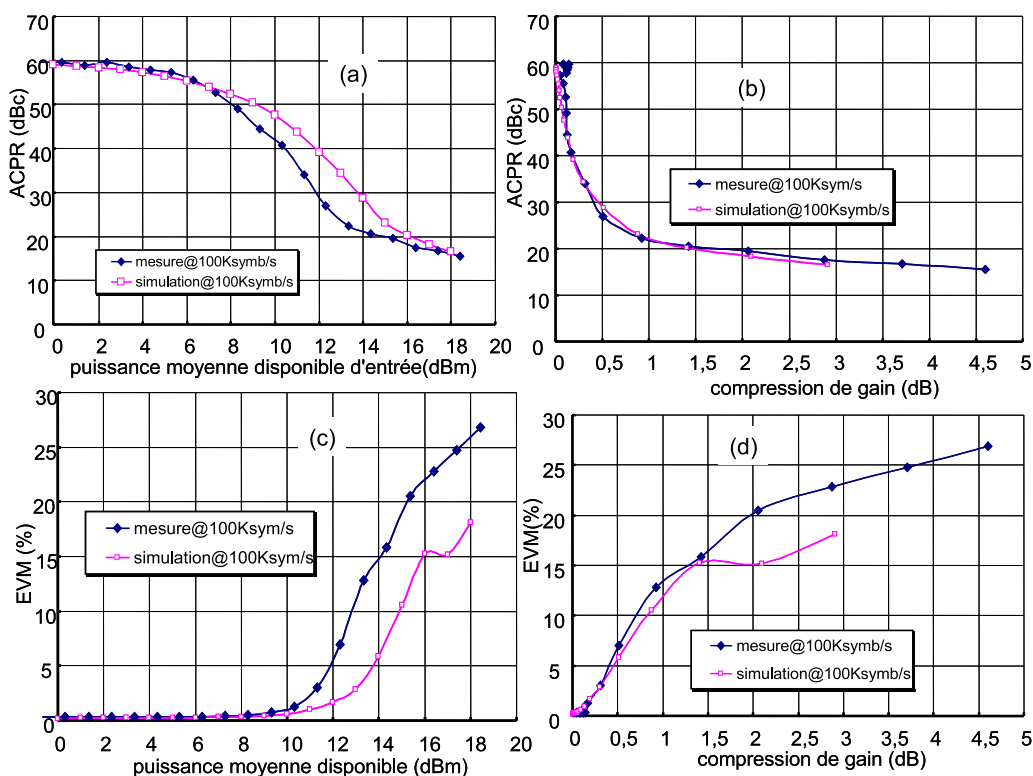 70
60
50
40
30
20
10
0
ACPR (dBc)
(a)
mesure@100Ksymb/s
simulation@100Ksymb/s
0 2 4 6 8 10 12 14 16 18
puissance moyenne disponible d'entrée(dBm)
70
60
50
40
30
20
10
0
ACPR (dBc)
(b)
mesure@100Ksym/s
simulation@100Ksymb/s
0 0,5 1 1,5 2 2,5 3 3,5 4 4,5 5
compression de gain (dB)
30
25
20
15
10
5
0
EVM (%)
(c)
mesure@100Ksym/s
simulation@100Ksym/s
0 2 4 6 8 10 12 14 16 18 20
puissance moyenne disponible (dBm)
30
25
20
15
10
5
0
EVM(%)
(d)
mesure@100Ksymb/s
simulation@100Ksymb/s
0 0,5 1 1,5 2 2,5 3 3,5 4 4,5 5
compression de gain (dB)